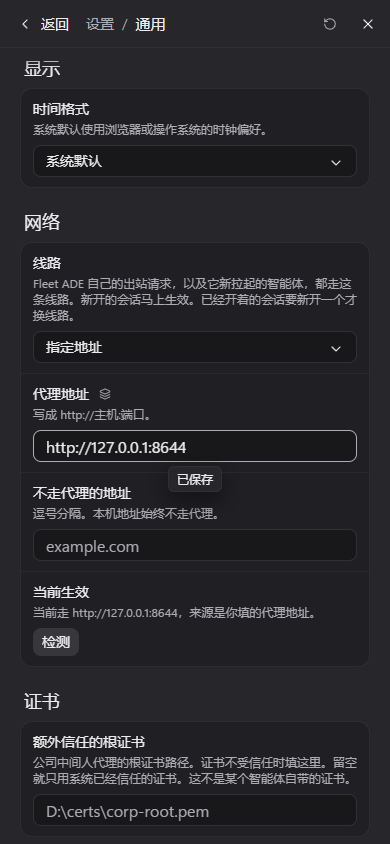 返回 设置 / 通用
显示
时间格式
系统默认使用浏览器或操作系统的时钟偏好。
系统默认
网络
线路
Fleet ADE 自己的出站请求，以及它新拉起的智能体，都走这
条线路。新开的会话马上生效。已经开着的会话要新开一个才
换线路。
指定地址
代理地址
写成 http://主机:端口。
http://127.0.0.1:8644
已保存
不走代理的地址
逗号分隔。本机地址始终不走代理。
example.com
当前生效
当前走 http://127.0.0.1:8644，来源是你填的代理地址。
检测
证书
额外信任的根证书
公司中间人代理的根证书路径。证书不受信任时填这里。留空
就只用系统已经信任的证书。这不是某个智能体自带的证书。
D:\certs\corp-root.pem